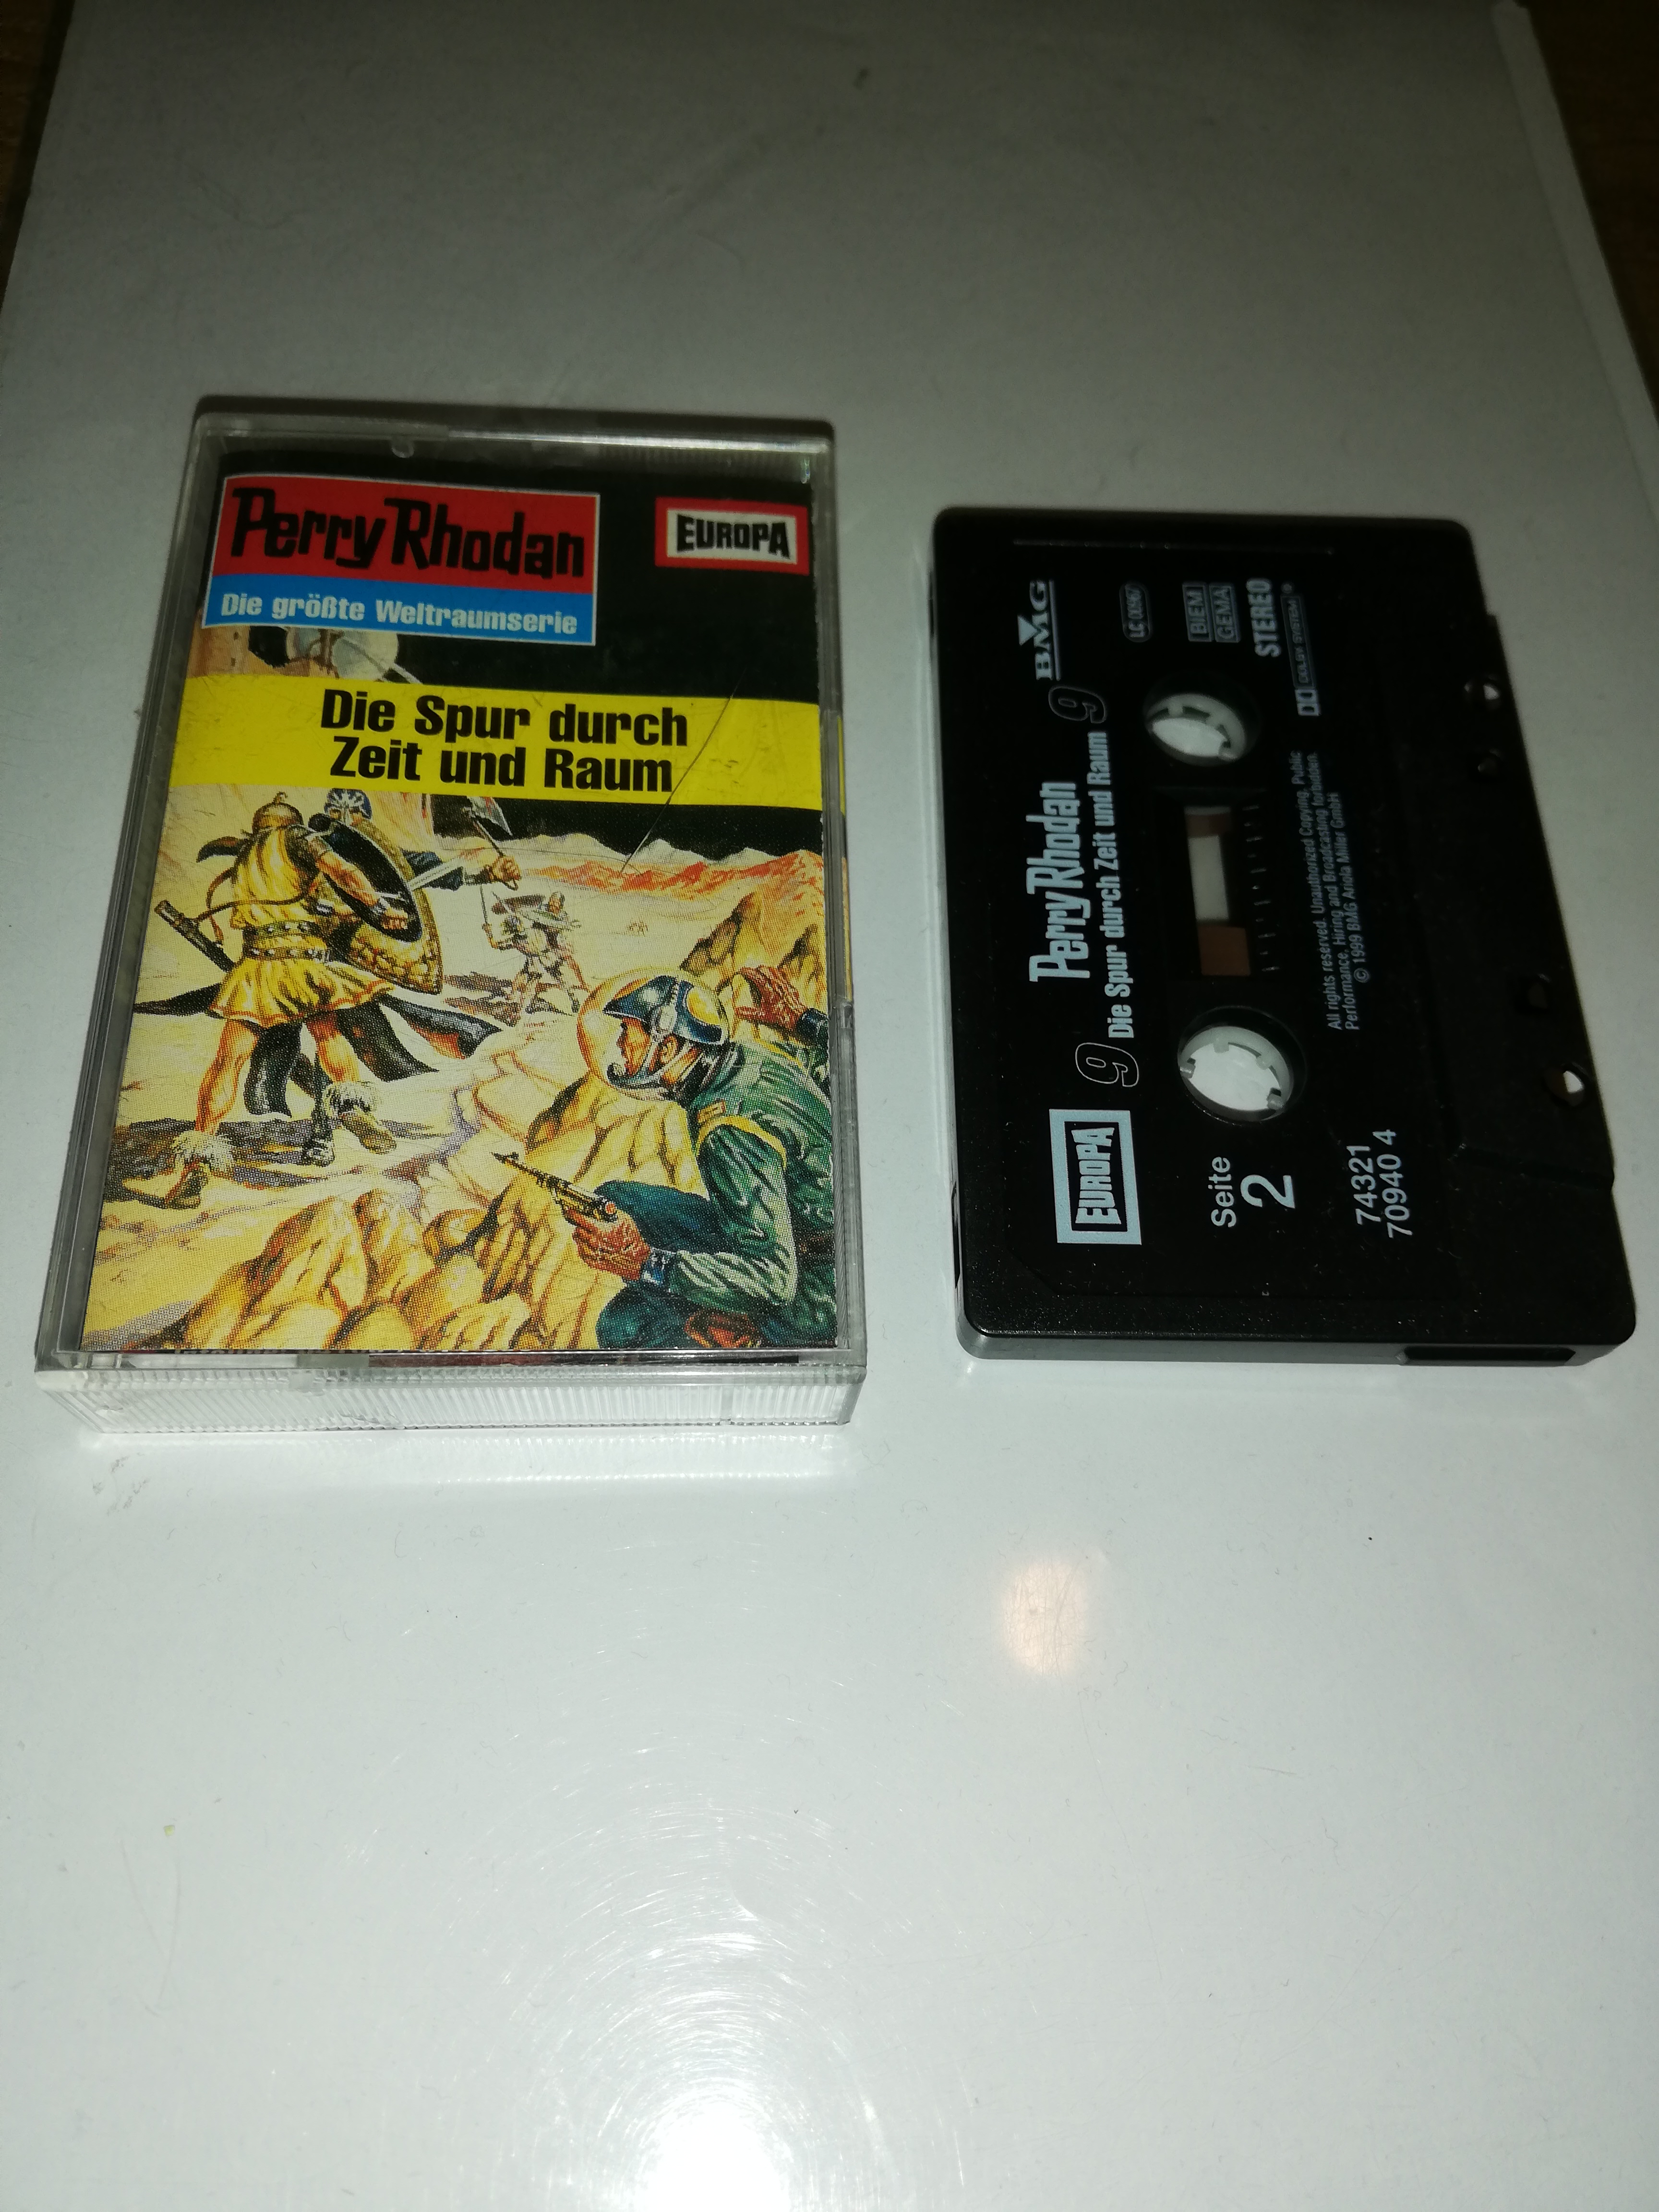 Perry Rhodan
EUROPA
Die größte Weltraumserie
Die Spur durch
Zeit und Raum
EUROPA
Perry Rhodan
BMG
9 Die Spur durch Zeit und Raum 9
LC 0067
Seite
2
BIEM
GEMA
STEREO
DOLBY SYSTEM
74321
70940 4
All rights reserved. Unauthorized Copying, Public
Performance, Hiring and Broadcasting forbidden.
© 1999 BMG Ariola Miller GmbH